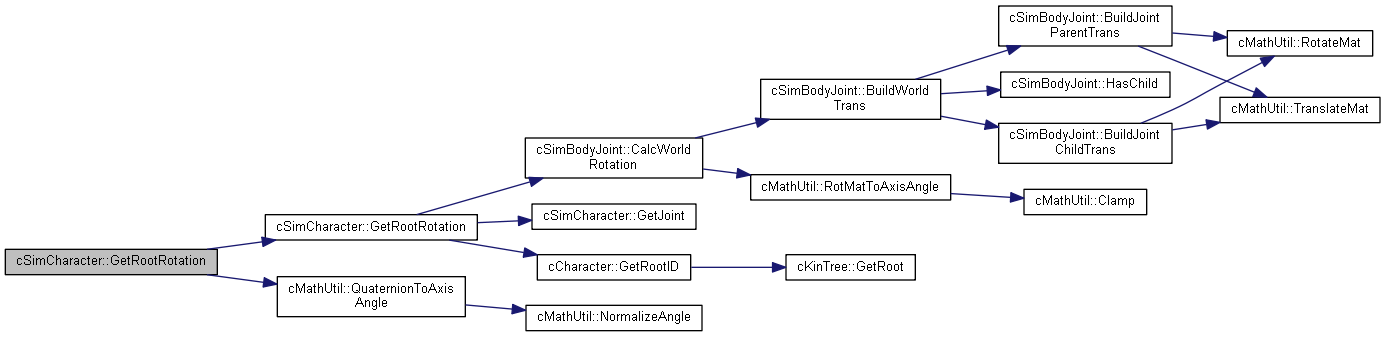 cSimCharacter::GetRootRotation
cSimCharacter::GetRootRotation
cMathUtil::QuaternionToAxis
Angle
cSimBodyJoint::CalcWorld
Rotation
cSimCharacter::GetJoint
cCharacter::GetRootID
cMathUtil::NormalizeAngle
cSimBodyJoint::BuildWorld
Trans
cMathUtil::RotMatToAxisAngle
cKinTree::GetRoot
cSimBodyJoint::BuildJoint
ParentTrans
cSimBodyJoint::HasChild
cSimBodyJoint::BuildJoint
ChildTrans
cMathUtil::Clamp
cMathUtil::RotateMat
cMathUtil::TranslateMat